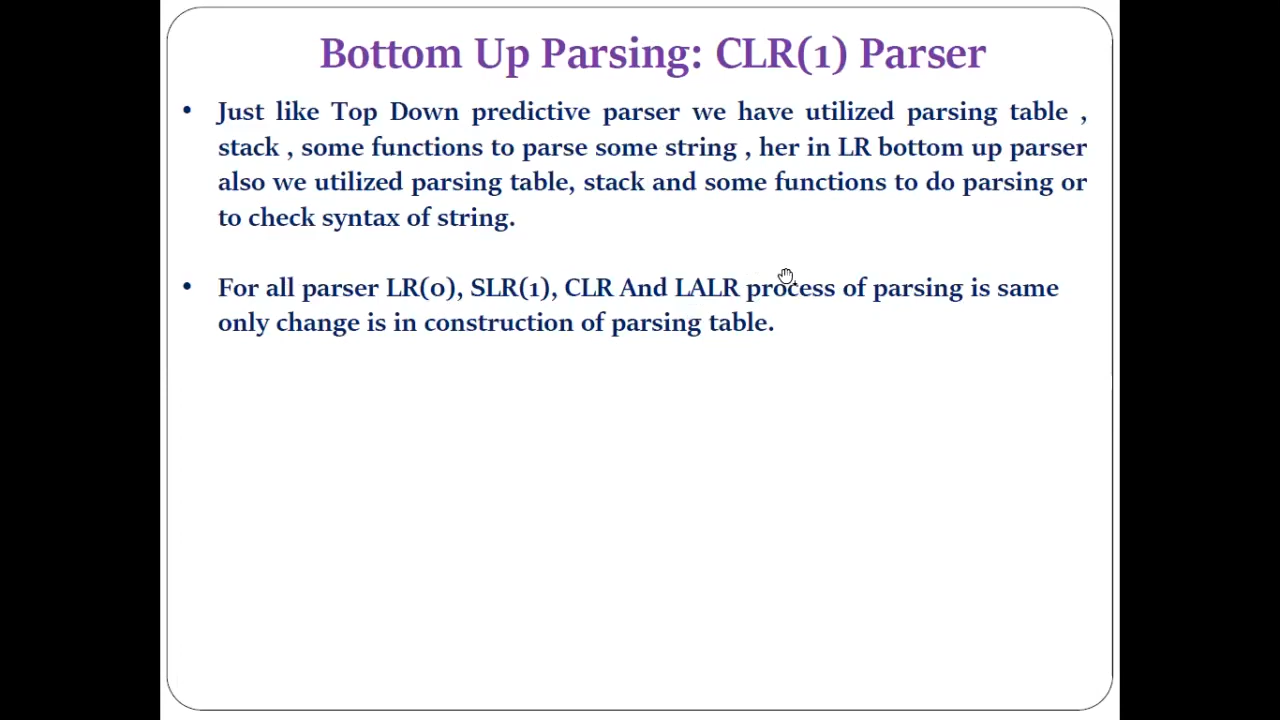 Bottom Up Parsing: CLR(1) Parser
• Just like Top Down predictive parser we have utilized parsing table ,
stack , some functions to parse some string , her in LR bottom up parser
also we utilized parsing table, stack and some functions to do parsing or
to check syntax of string.
• For all parser LR(0), SLR(1), CLR And LALR process of parsing is same
only change is in construction of parsing table.